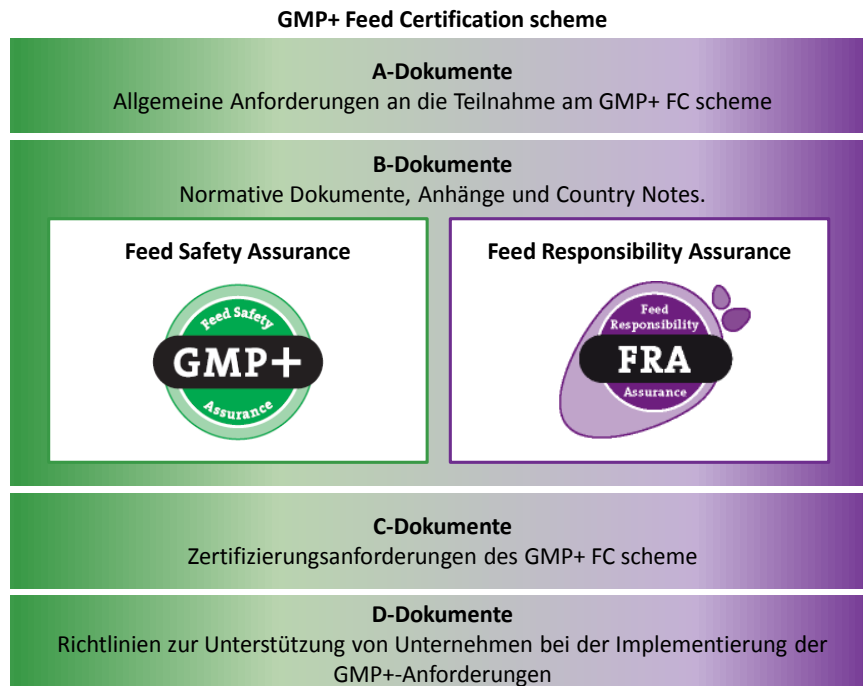 GMP+ Feed Certification scheme
A-Dokumente
Allgemeine Anforderungen an die Teilnahme am GMP+ FC scheme
B-Dokumente
Normative Dokumente, Anhänge und Country Notes.
Feed Safety Assurance
Feed Safety
GMP+
Assurance
Feed Responsibility Assurance
Feed
Responsibility
FRA
Assurance
C-Dokumente
Zertifizierungsanforderungen des GMP+ FC scheme
D-Dokumente
Richtlinien zur Unterstützung von Unternehmen bei der Implementierung der
GMP+-Anforderungen